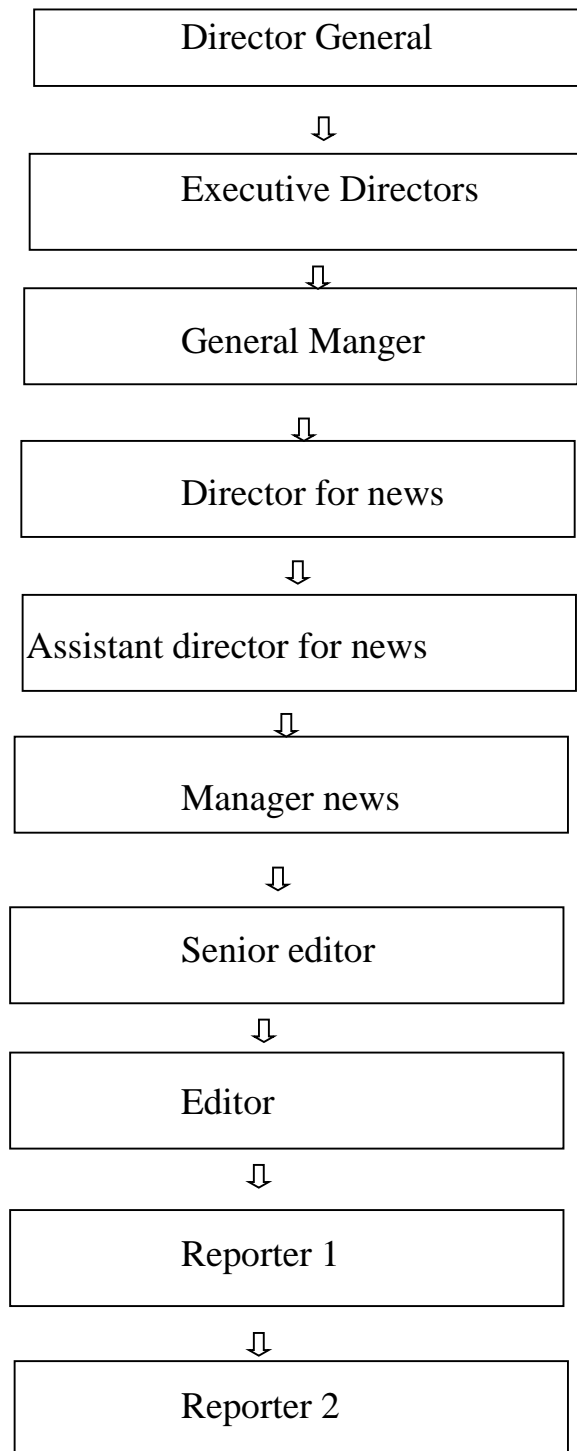 Director General
Executive Directors
General Manger
Director for news
Assistant director for news
Manager news
Senior editor
Editor
Reporter 1
Reporter 2